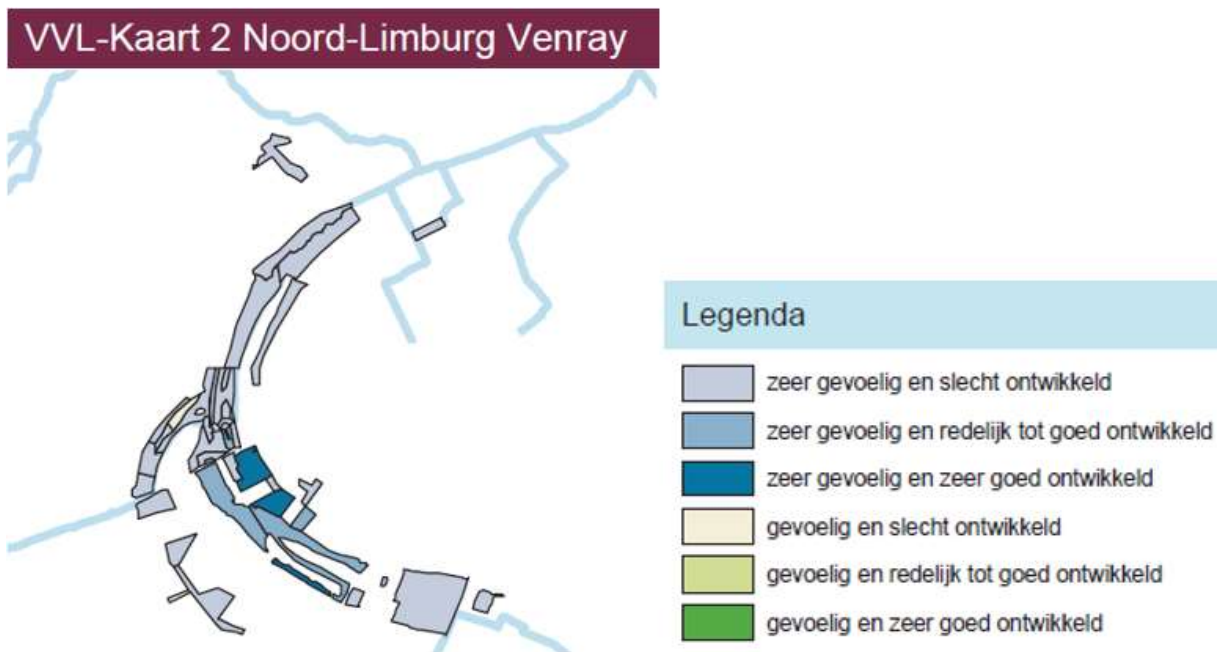 VVL-Kaart 2 Noord-Limburg Venray
Legenda
zeer gevoelig en slecht ontwikkeld
zeer gevoelig en redelijk tot goed ontwikkeld
zeer gevoelig en zeer goed ontwikkeld
gevoelig en slecht ontwikkeld
gevoelig en redelijk tot goed ontwikkeld
gevoelig en zeer goed ontwikkeld